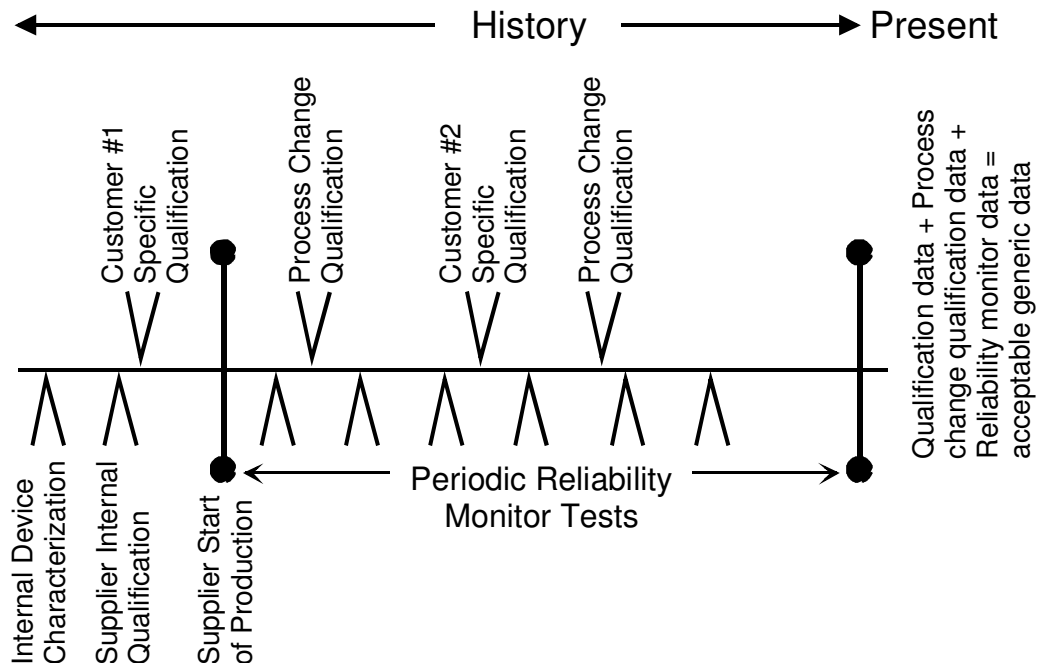 History
Present
Customer #1
Specific
Qualification
Process Change
Qualification
Customer #2
Specific
Qualification
Process Change
Qualification
Qualification data + Process
change qualification data +
Reliability monitor data =
acceptable generic data
Internal Device
Characterization
Supplier Internal
Qualification
Supplier Start
of Production
Periodic Reliability
Monitor Tests